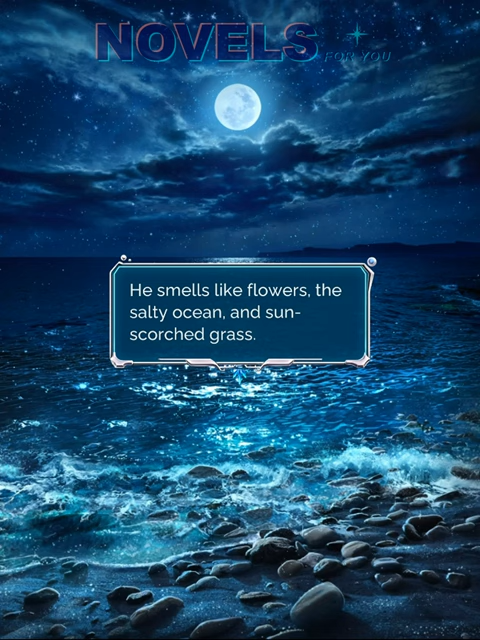 NOVELS
FOR YOU
He smells like flowers, the
salty ocean, and sun-
scorched grass.